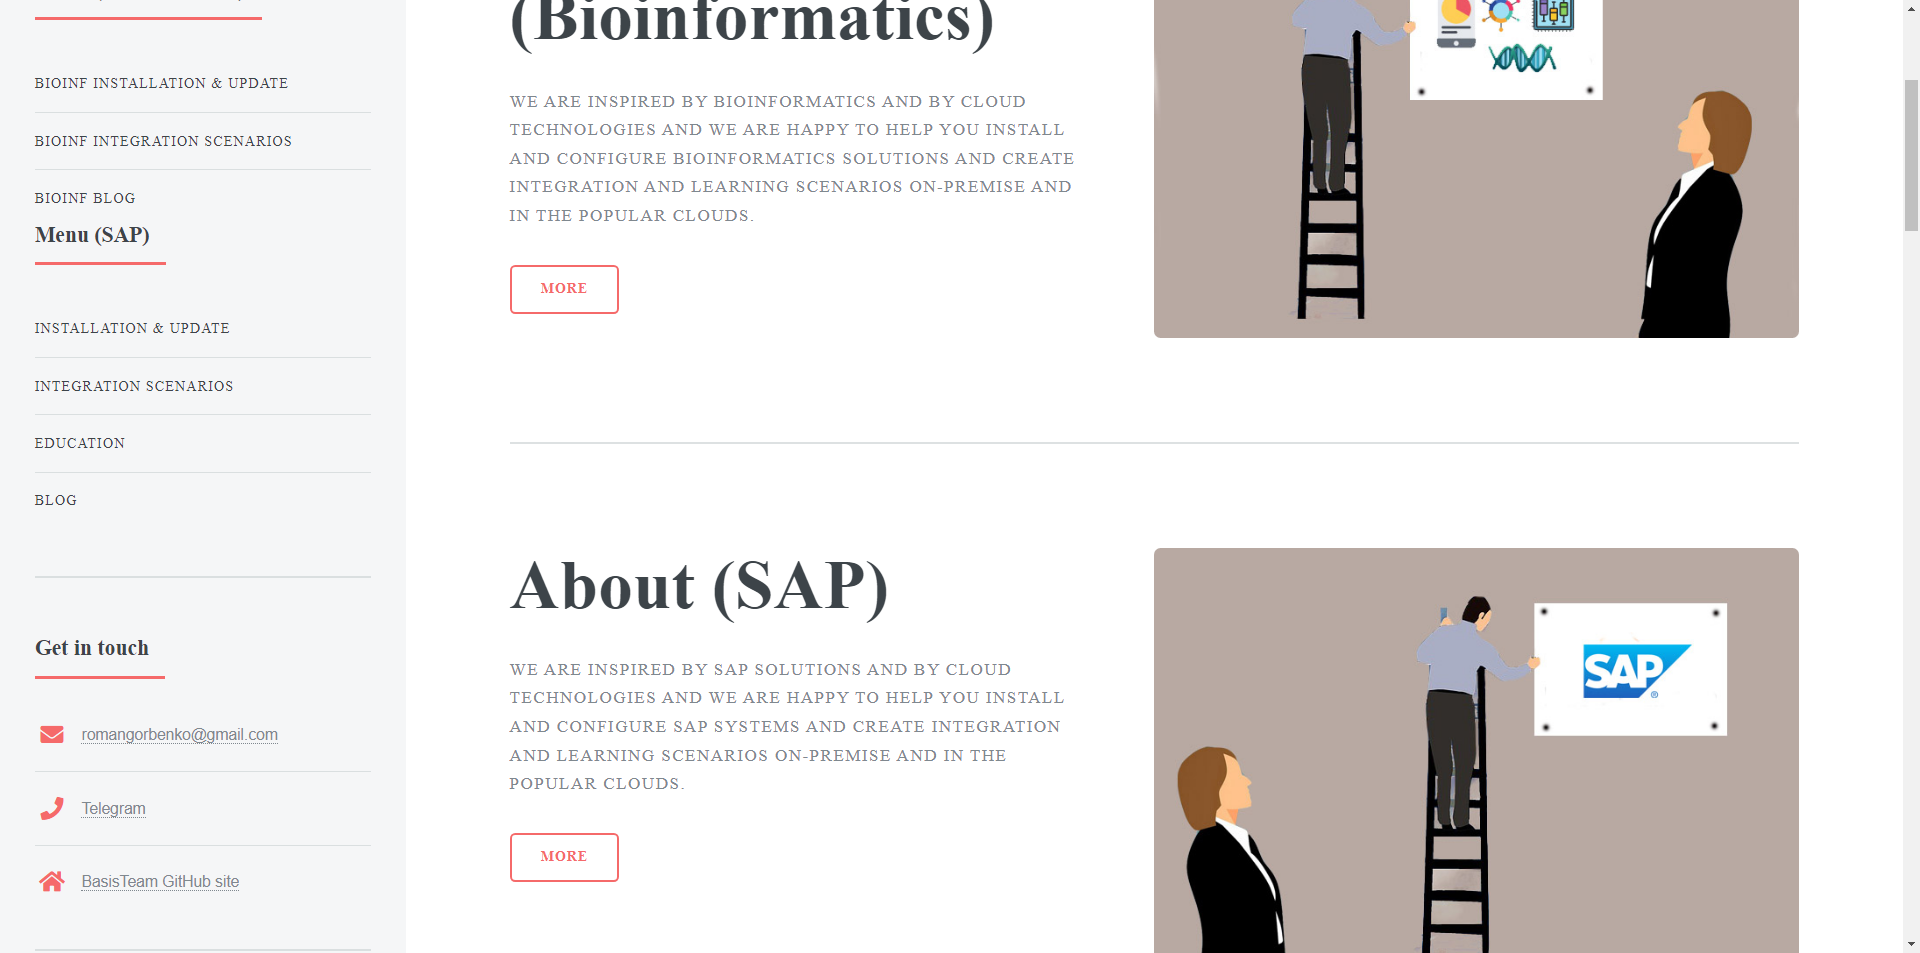 BIOINF INSTALLATION & UPDATE
BIOINF INTEGRATION SCENARIOS
BIOINF BLOG
Menu (SAP)
INSTALLATION & UPDATE
INTEGRATION SCENARIOS
EDUCATION
BLOG
Get in touch
romangorbenko@gmail.com
Telegram
BasisTeam GitHub site
(Bioinformatics)
WE ARE INSPIRED BY BIOINFORMATICS AND BY CLOUD
TECHNOLOGIES AND WE ARE HAPPY TO HELP YOU INSTALL
AND CONFIGURE BIOINFORMATICS SOLUTIONS AND CREATE
INTEGRATION AND LEARNING SCENARIOS ON-PREMISE AND
IN THE POPULAR CLOUDS.
MORE
About (SAP)
WE ARE INSPIRED BY SAP SOLUTIONS AND BY CLOUD
TECHNOLOGIES AND WE ARE HAPPY TO HELP YOU INSTALL
AND CONFIGURE SAP SYSTEMS AND CREATE INTEGRATION
AND LEARNING SCENARIOS ON-PREMISE AND IN THE
POPULAR CLOUDS.
MORE
SAP®